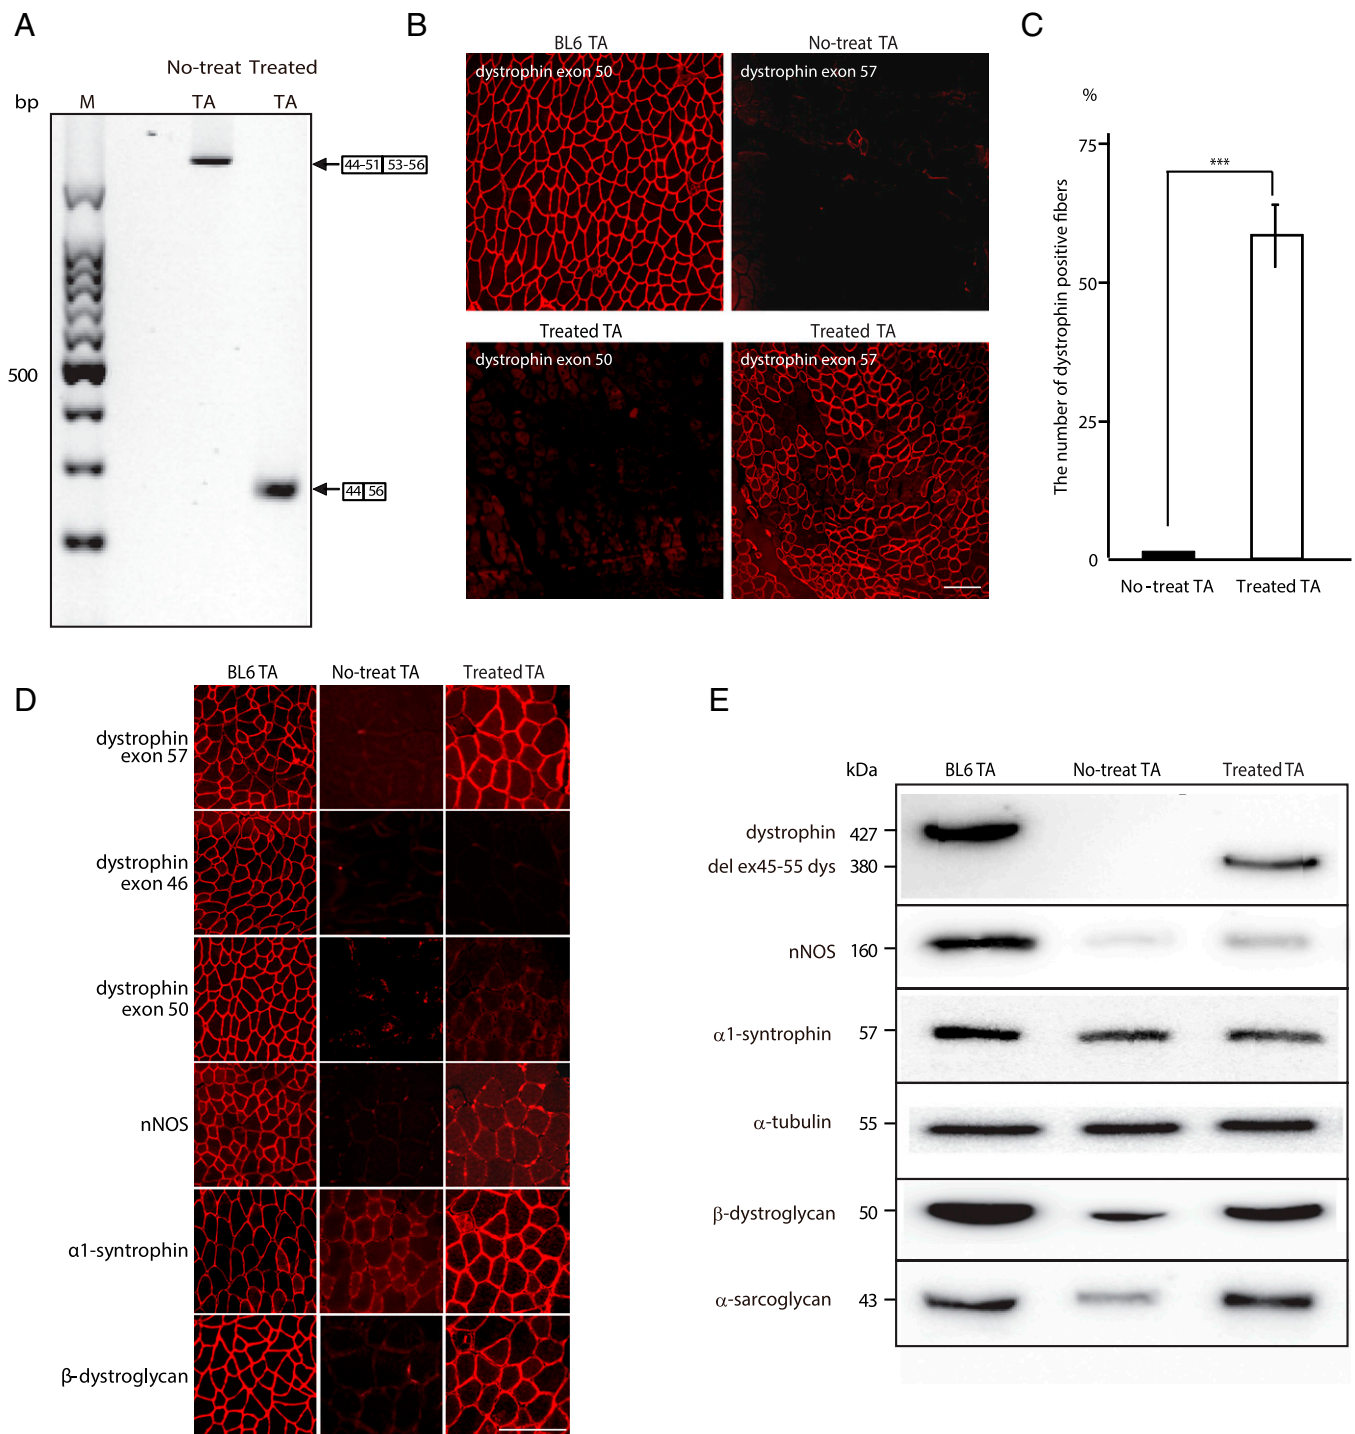 A
No-treat Treated
bp M TA TA
44-51 53-56
500
44 56
B
BL6 TA
No-treat TA
dystrophin exon 50
dystrophin exon 57
Treated TA
Treated TA
dystrophin exon 50
dystrophin exon 57
C
%
The number of dystrophin positive fibers
75
50
25
0
***
No-treat TA
Treated TA
D
BL6 TA
No-treat TA
Treated TA
dystrophin
exon 57
dystrophin
exon 46
dystrophin
exon 50
nNOS
α1-syntrophin
β-dystroglycan
E
kDa
BL6 TA
No-treat TA
Treated TA
dystrophin 427
del ex45-55 dys 380
nNOS 160
α1-syntrophin 57
α-tubulin 55
β-dystroglycan 50
α-sarcoglycan 43